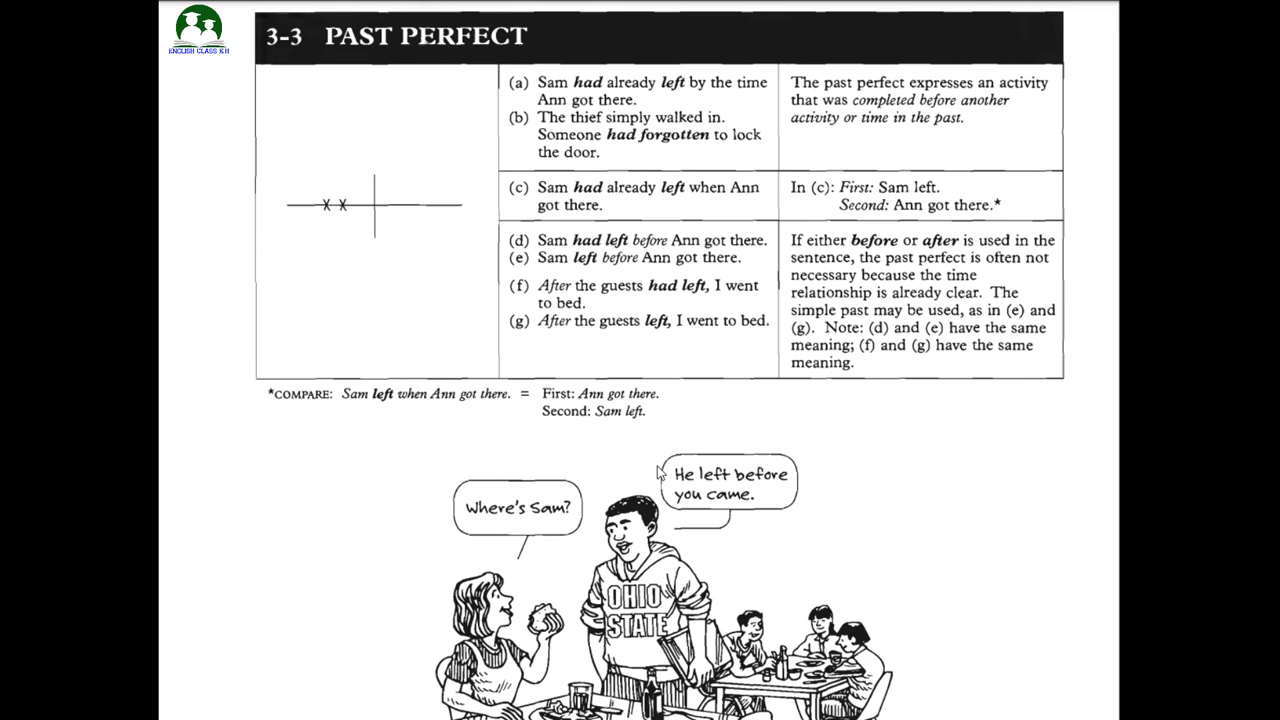 ENGLISH CLASS KH
3-3 PAST PERFECT
(a) Sam had already left by the time
Ann got there.
(b) The thief simply walked in.
Someone had forgotten to lock
the door.
The past perfect expresses an activity
that was completed before another
activity or time in the past.
(c) Sam had already left when Ann
got there.
In (c): First: Sam left.
Second: Ann got there.*
(d) Sam had left before Ann got there.
(e) Sam left before Ann got there.
(f) After the guests had left, I went
to bed.
(g) After the guests left, I went to bed.
If either before or after is used in the
sentence, the past perfect is often not
necessary because the time
relationship is already clear. The
simple past may be used, as in (e) and
(g). Note: (d) and (e) have the same
meaning; (f) and (g) have the same
meaning.
*COMPARE: Sam left when Ann got there. = First: Ann got there.
Second: Sam left.
He left before
you came.
Where's Sam?
OHIO
STATE